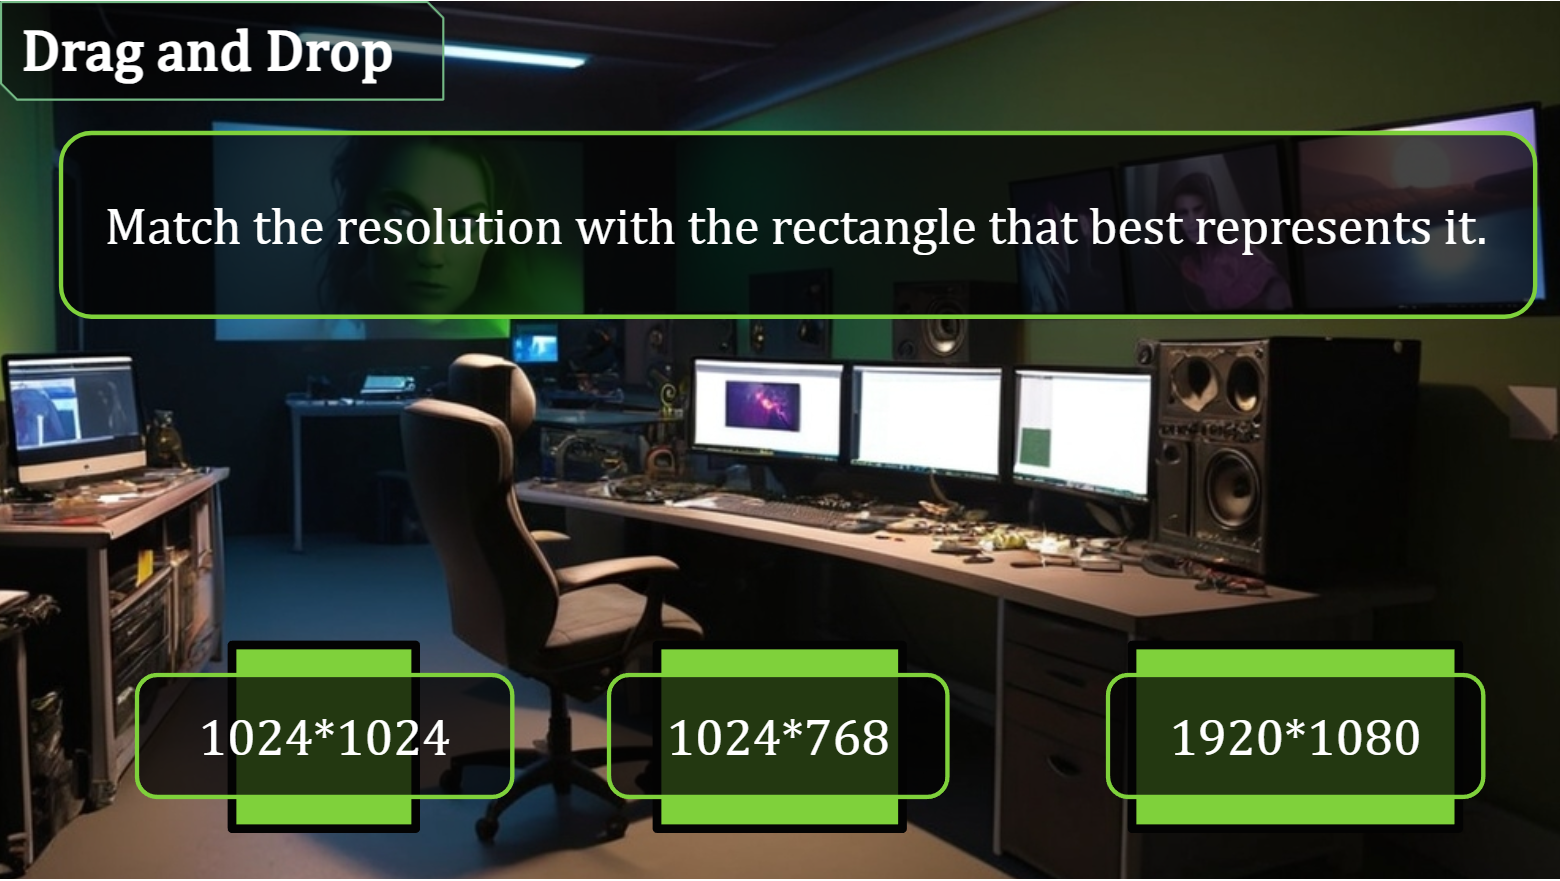 Drag and Drop
Match the resolution with the rectangle that best represents it.
1024*1024
1024*768
1920*1080